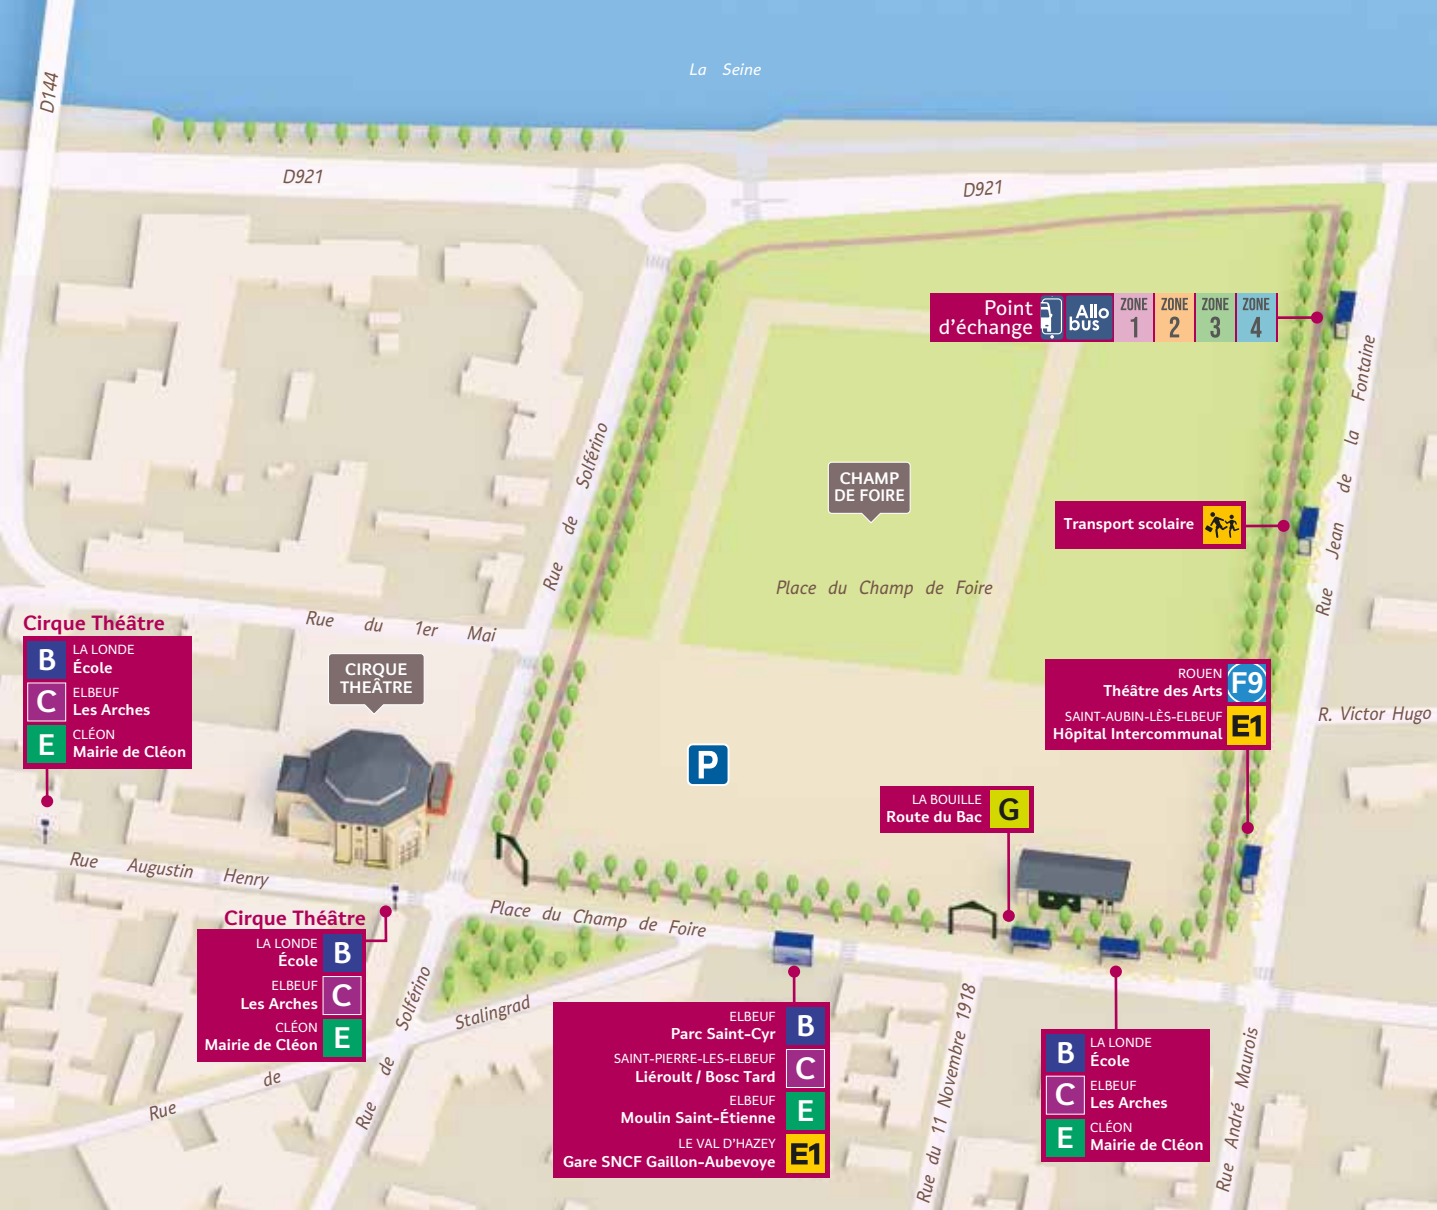 La Seine
D144
D921
D921
Point
d'échange
Allo
bus
ZONE
1
ZONE
2
ZONE
3
ZONE
4
Rue de Solférino
Rue Jean de la Fontaine
CHAMP
DE FOIRE
Transport scolaire
Place du Champ de Foire
Rue du 1er Mai
Cirque Théâtre
B LA LONDE
École
C ELBEUF
Les Arches
E CLÉON
Mairie de Cléon
CIRQUE
THEÂTRE
ROUEN
Théâtre des Arts F9
SAINT-AUBIN-LÈS-ELBEUF
Hôpital Intercommunal E1
R. Victor Hugo
P
LA BOUILLE
Route du Bac G
Rue Augustin Henry
Place du Champ de Foire
Cirque Théâtre
LA LONDE
École B
ELBEUF
Les Arches C
CLÉON
Mairie de Cléon E
Rue de Solférino
Rue de Stalingrad
ELBEUF
Parc Saint-Cyr B
SAINT-PIERRE-LES-ELBEUF
Liéroult / Bosc Tard C
ELBEUF
Moulin Saint-Étienne E
LE VAL D'HAZEY
Gare SNCF Gaillon-Aubevoye E1
Rue du 11 Novembre 1918
B LA LONDE
École
C ELBEUF
Les Arches
E CLÉON
Mairie de Cléon
Rue André Maurois